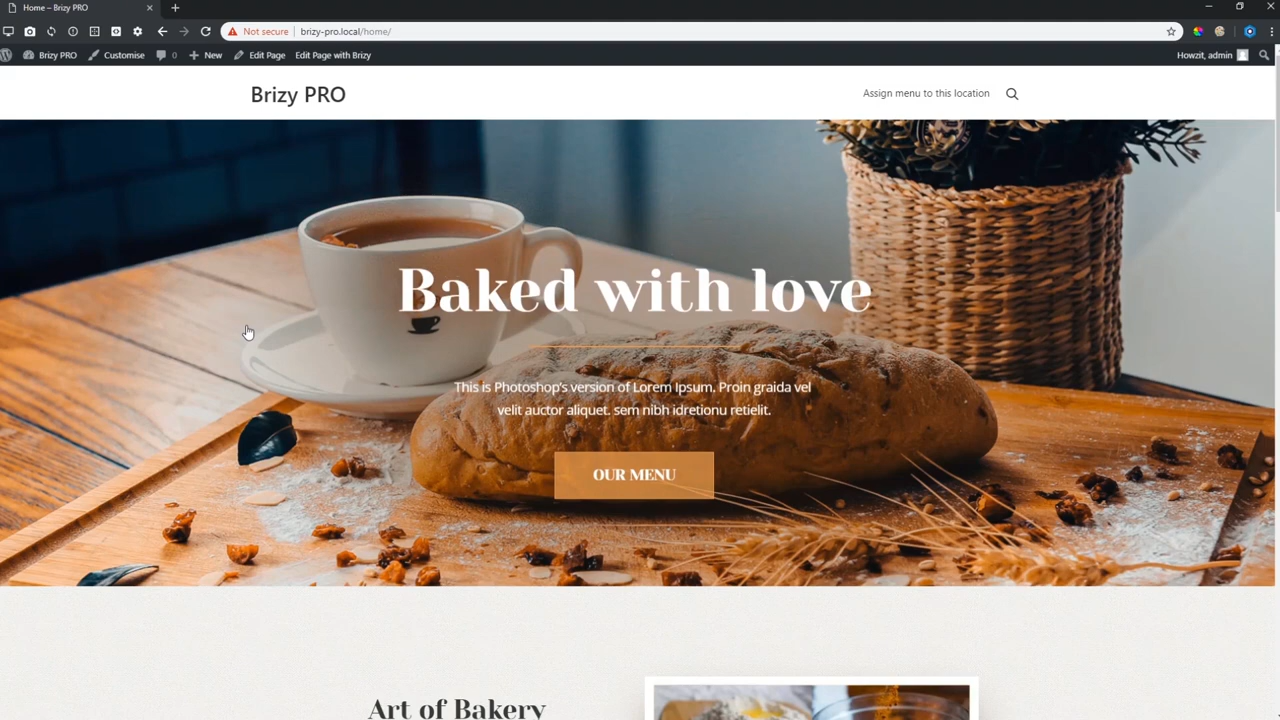 Home – Brizy PRO
Not secure brizy-pro.local/home/
Brizy PRO Customise 0 New Edit Page Edit Page with Brizy Howzit, admin
Brizy PRO
Assign menu to this location
Baked with love
This is Photoshop's version of Lorem Ipsum. Proin graida vel
velit auctor aliquet. sem nibh idretionu retielit.
OUR MENU
Art of Bakery